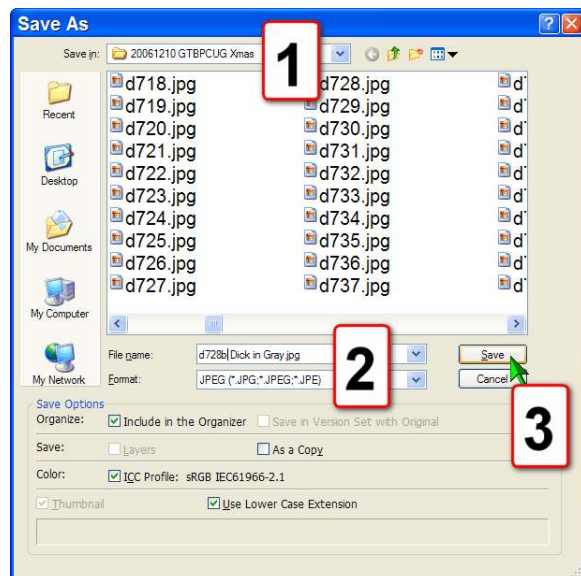 Save As
Save in: 20061210 GTBPCUG Xmas
1
Recent
Desktop
My Documents
My Computer
My Network
d718.jpg d728.jpg d
d719.jpg d729.jpg d
d720.jpg d730.jpg d
d721.jpg d731.jpg d
d722.jpg d732.jpg d
d723.jpg d733.jpg d
d724.jpg d734.jpg d
d725.jpg d735.jpg d
d726.jpg d736.jpg d
d727.jpg d737.jpg d
File name: d728b Dick in Gray.jpg
2
Save
Format: JPEG (*.JPG;*.JPEG;*.JPE)
Cancel
3
Save Options
Organize: Include in the Organizer Save in Version Set with Original
Save: Layers As a Copy
Color: ICC Profile: sRGB IEC61966-2.1
Thumbnail Use Lower Case Extension